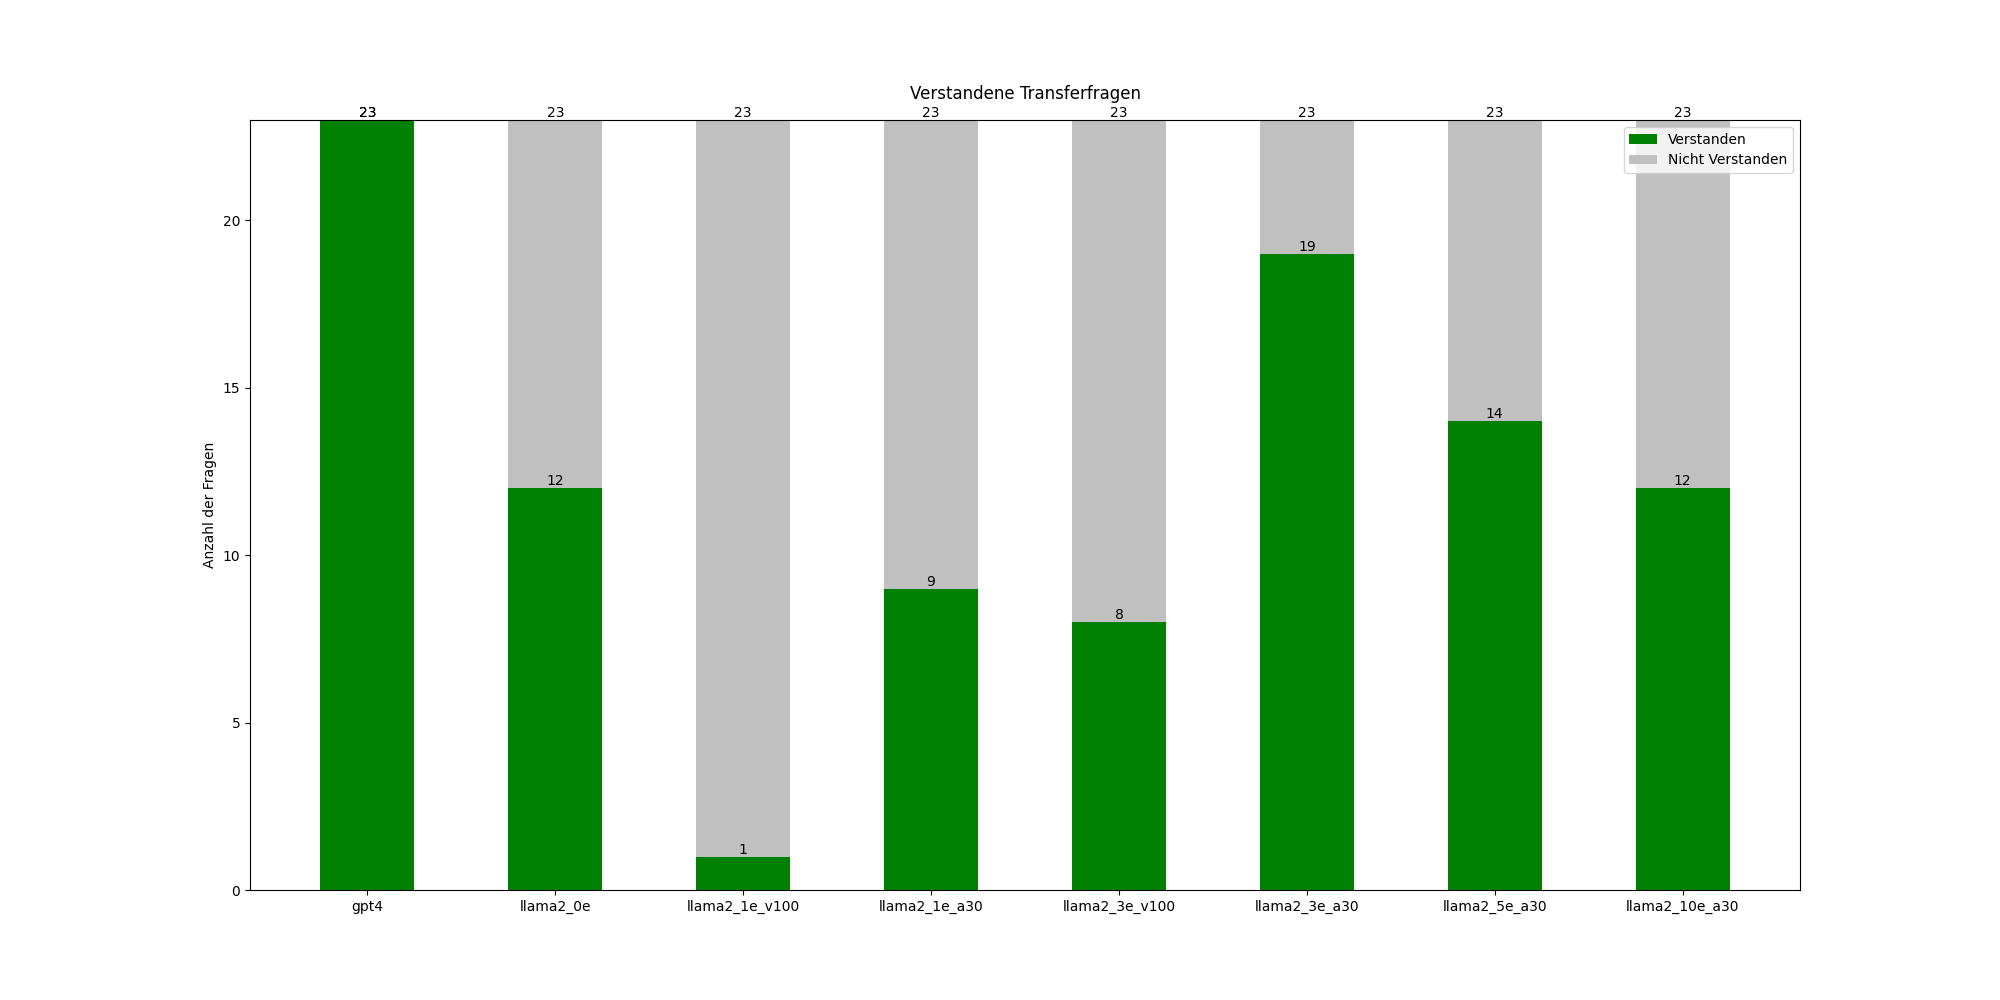 Verstandene Transferfragen
23 23 23 23 23 23 23 23
Verstanden
Nicht Verstanden
20
19
15
14
12
12
10
9
8
5
1
0
Anzahl der Fragen
gpt4 llama2_0e llama2_1e_v100 llama2_1e_a30 llama2_3e_v100 llama2_3e_a30 llama2_5e_a30 llama2_10e_a30